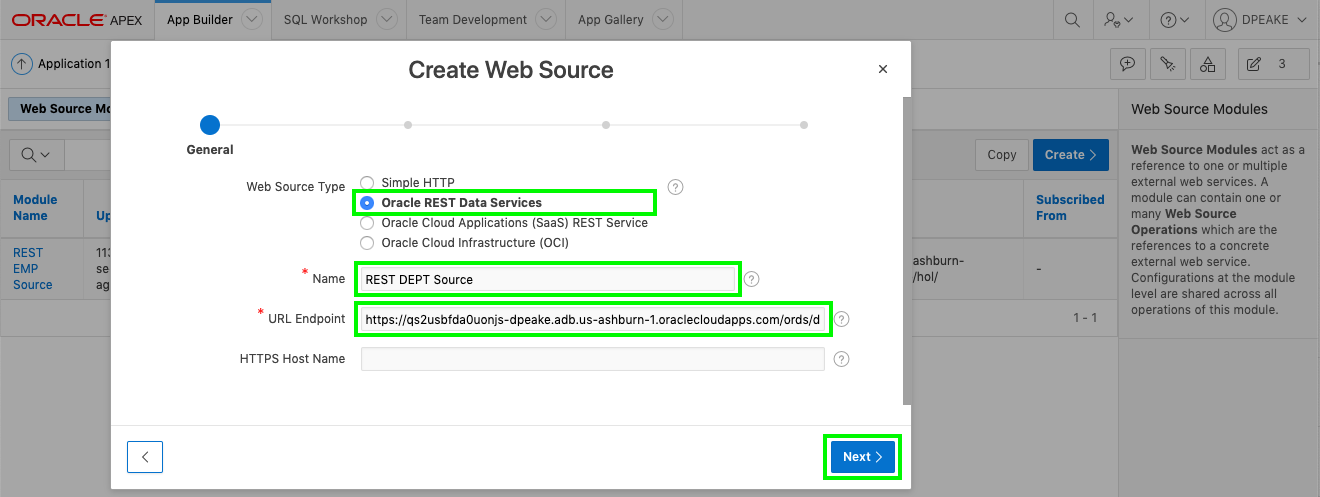 ORACLE APEX
App Builder
SQL Workshop
Team Development
App Gallery
DPEAKE
Application 1
3
Web Source
Create Web Source
×
General
Web Source Type
Simple HTTP
Oracle REST Data Services
Oracle Cloud Applications (SaaS) REST Service
Oracle Cloud Infrastructure (OCI)
* Name
REST DEPT Source
* URL Endpoint
https://qs2usbfda0uonjs-dpeake.adb.us-ashburn-1.oraclecloudapps.com/ords/d
HTTPS Host Name
Next
Copy
Create
Module
Name
Subscribed
From
REST
EMP
Source
ashburn-
/hol/
-
1 - 1
Web Source Modules
Web Source Modules act as a
reference to one or multiple
external web services. A
module can contain one or
many Web Source
Operations which are the
references to a concrete
external web service.
Configurations at the module
level are shared across all
operations of this module.